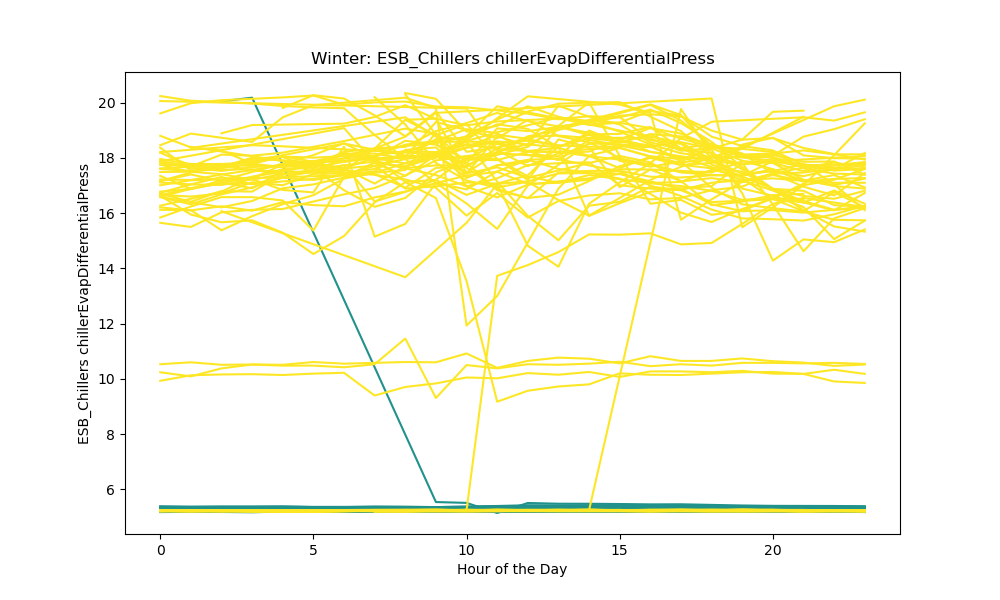 Winter: ESB_Chillers chillerEvapDifferentialPress
ESB_Chillers chillerEvapDifferentialPress
20
18
16
14
12
10
8
6
0 5 10 15 20
Hour of the Day